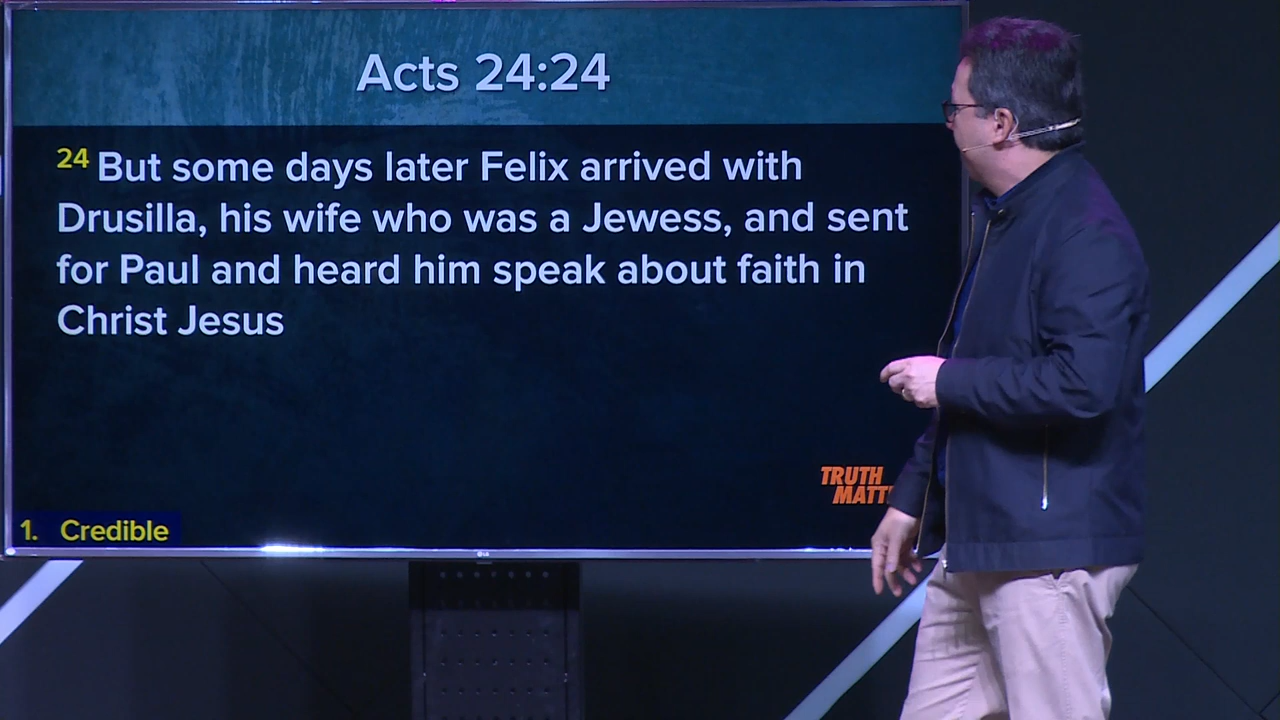 Acts 24:24
24 But some days later Felix arrived with
Drusilla, his wife who was a Jewess, and sent
for Paul and heard him speak about faith in
Christ Jesus
TRUTH
1. Credible
LG